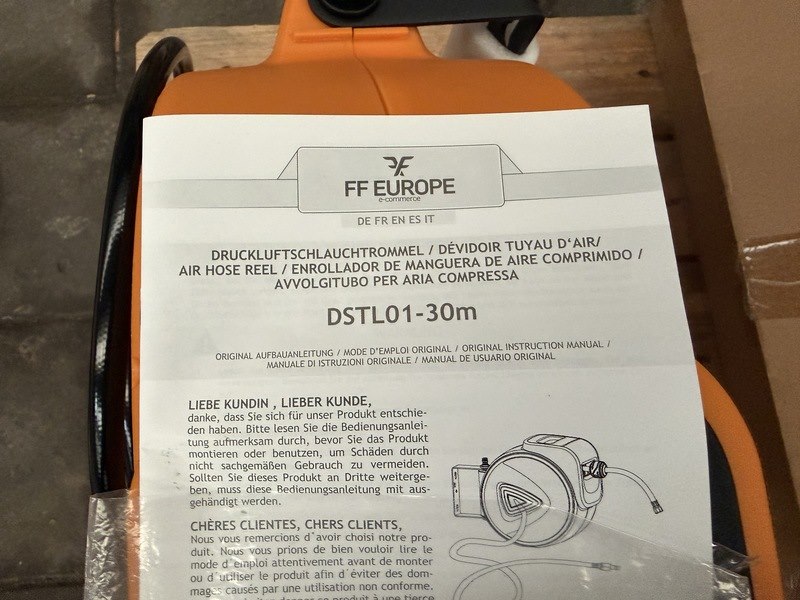 FF EUROPE
e-commerce
DE FR EN ES IT
DRUCKLUFTSCHLAUCHTROMMEL / DÉVIDOIR TUYAU D'AIR/
AIR HOSE REEL / ENROLLADOR DE MANGUERA DE AIRE COMPRIMIDO /
AVVOLGITUBO PER ARIA COMPRESSA
DSTL01-30m
ORIGINAL AUFBAUANLEITUNG / MODE D'EMPLOI ORIGINAL / ORIGINAL INSTRUCTION MANUAL /
MANUALE DI ISTRUZIONI ORIGINALE / MANUAL DE USUARIO ORIGINAL
LIEBE KUNDIN , LIEBER KUNDE,
danke, dass Sie sich für unser Produkt entschie-
den haben. Bitte lesen Sie die Bedienungsanlei-
tung aufmerksam durch, bevor Sie das Produkt
montieren oder benutzen, um Schäden durch
nicht sachgemäßen Gebrauch zu vermeiden.
Sollten Sie dieses Produkt an Dritte weiterge-
ben, muss diese Bedienungsanleitung mit aus-
gehändigt werden.
CHÈRES CLIENTES, CHERS CLIENTS,
Nous vous remercions d´avoir choisi notre pro-
duit. Nous vous prions de bien vouloir lire le
mode d´emploi attentivement avant de monter
ou d´utiliser le produit afin d´éviter des dom-
mages causés par une utilisation non conforme.
produit à une tierce